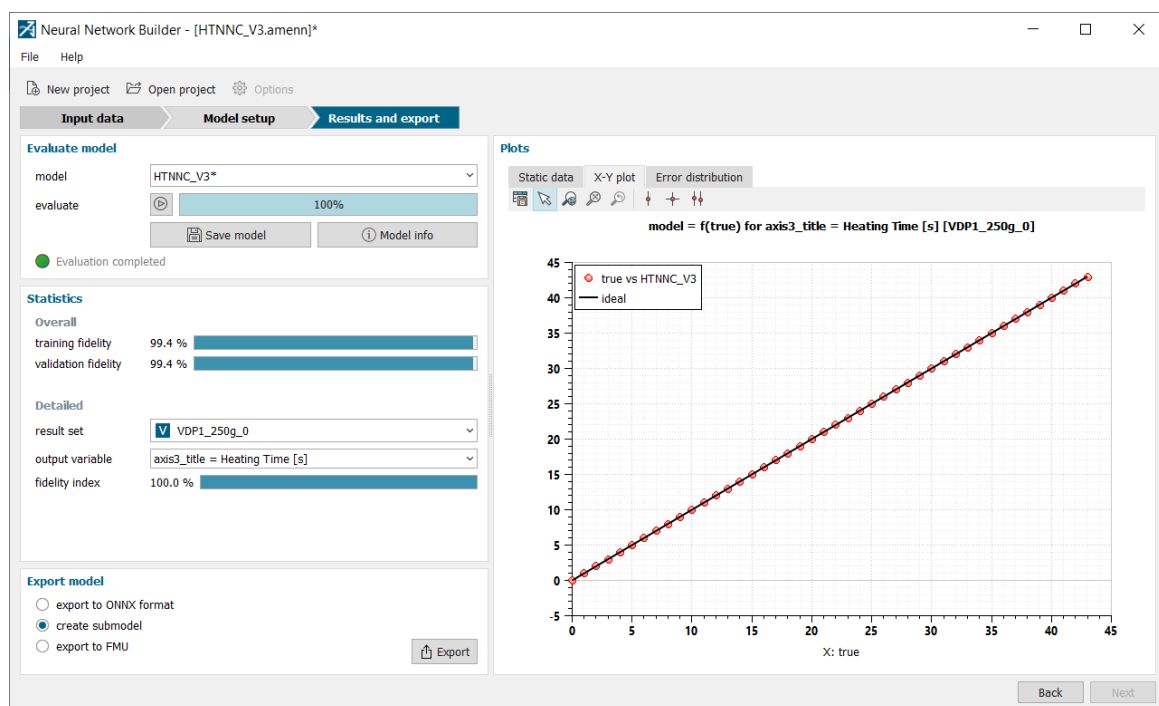 Neural Network Builder - [HTNNC_V3.amenn]*
File Help
New project Open project Options
Input data Model setup Results and export
Evaluate model
model HTNNC_V3*
evaluate 100%
Save model Model info
Evaluation completed
Statistics
Overall
training fidelity 99.4 %
validation fidelity 99.4 %
Detailed
result set V VDP1_250g_0
output variable axis3_title = Heating Time [s]
fidelity index 100.0 %
Export model
export to ONNX format
create submodel
export to FMU
Export
Plots
Static data X-Y plot Error distribution
model = f(true) for axis3_title = Heating Time [s] [VDP1_250g_0]
true vs HTNNC_V3
ideal
45
40
35
30
25
20
15
10
5
0
-5
0 5 10 15 20 25 30 35 40 45
X: true
Back Next